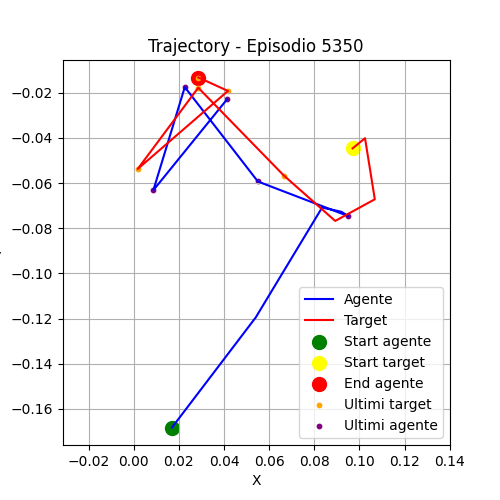 Trajectory - Episodio 5350
−0.02
−0.04
−0.06
−0.08
−0.10
−0.12
−0.14
−0.16
Agente
Target
Start agente
Start target
End agente
Ultimi target
Ultimi agente
−0.02 0.00 0.02 0.04 0.06 0.08 0.10 0.12 0.14
X